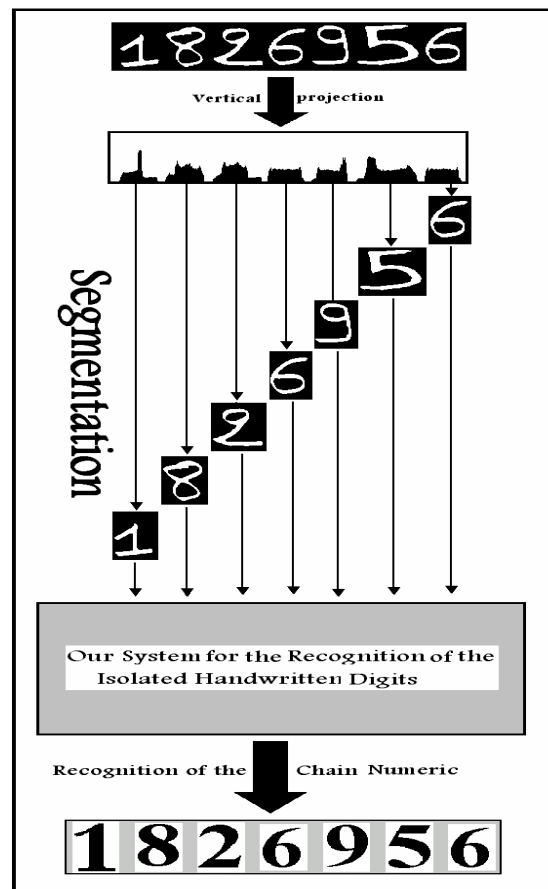 1826956
Vertical projection
6
5
9
6
2
8
1
Segmentation
Our System for the Recognition of the
Isolated Handwritten Digits
Recognition of the Chain Numeric
1826956